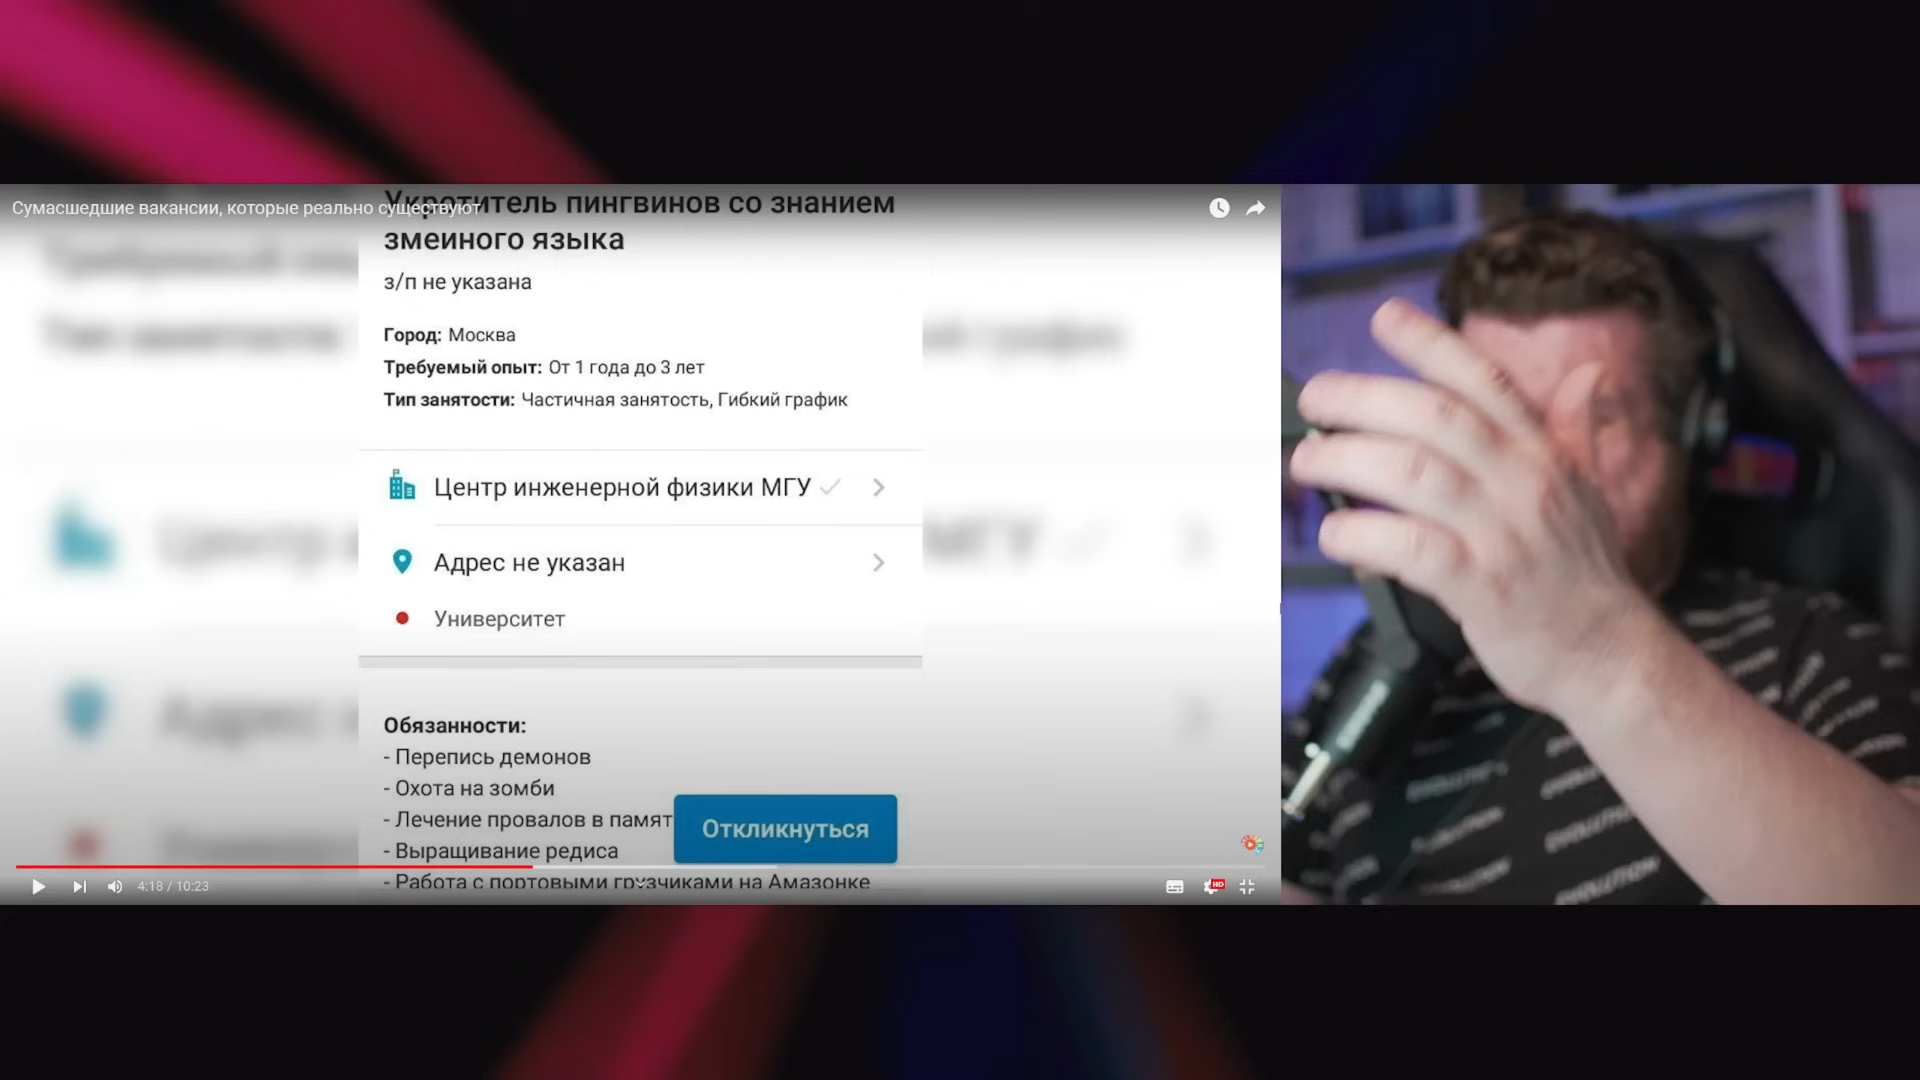 Сумасшедшие вакансии, которые реально существуют
Укротитель пингвинов со знанием
змеиного языка
з/п не указана
Город: Москва
Требуемый опыт: От 1 года до 3 лет
Тип занятости: Частичная занятость, Гибкий график
Центр инженерной физики МГУ
Адрес не указан
Университет
Обязанности:
- Перепись демонов
- Охота на зомби
- Лечение провалов в памят
- Выращивание редиса
- Работа с портовыми грузчиками на Амазонке
Откликнуться
4:18 / 10:23
HD